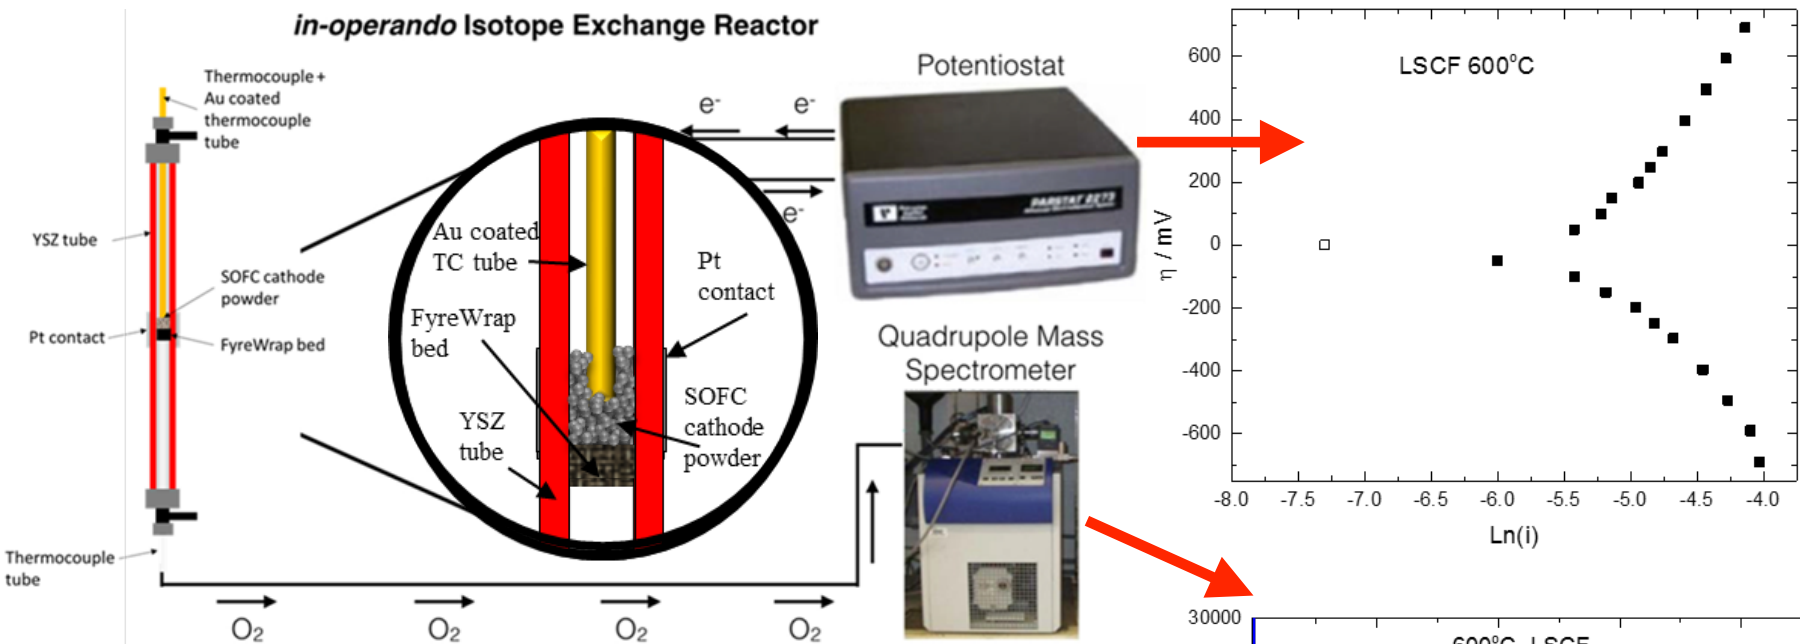 in-operando Isotope Exchange Reactor
Thermocouple +
Au coated
thermocouple
tube
YSZ tube
SOFC cathode
powder
Pt contact
FyreWrap bed
Thermocouple
tube
Au coated
TC tube
FyreWrap
bed
YSZ
tube
Pt
contact
SOFC
cathode
powder
e-
e-
e-
Potentiostat
PARSTAT 2273
Quadrupole Mass
Spectrometer
O2
O2
O2
O2
LSCF 600°C
η / mV
600
400
200
0
-200
-400
-600
-8.0 -7.5 -7.0 -6.5 -6.0 -5.5 -5.0 -4.5 -4.0
Ln(i)
30000
600°C LSCF